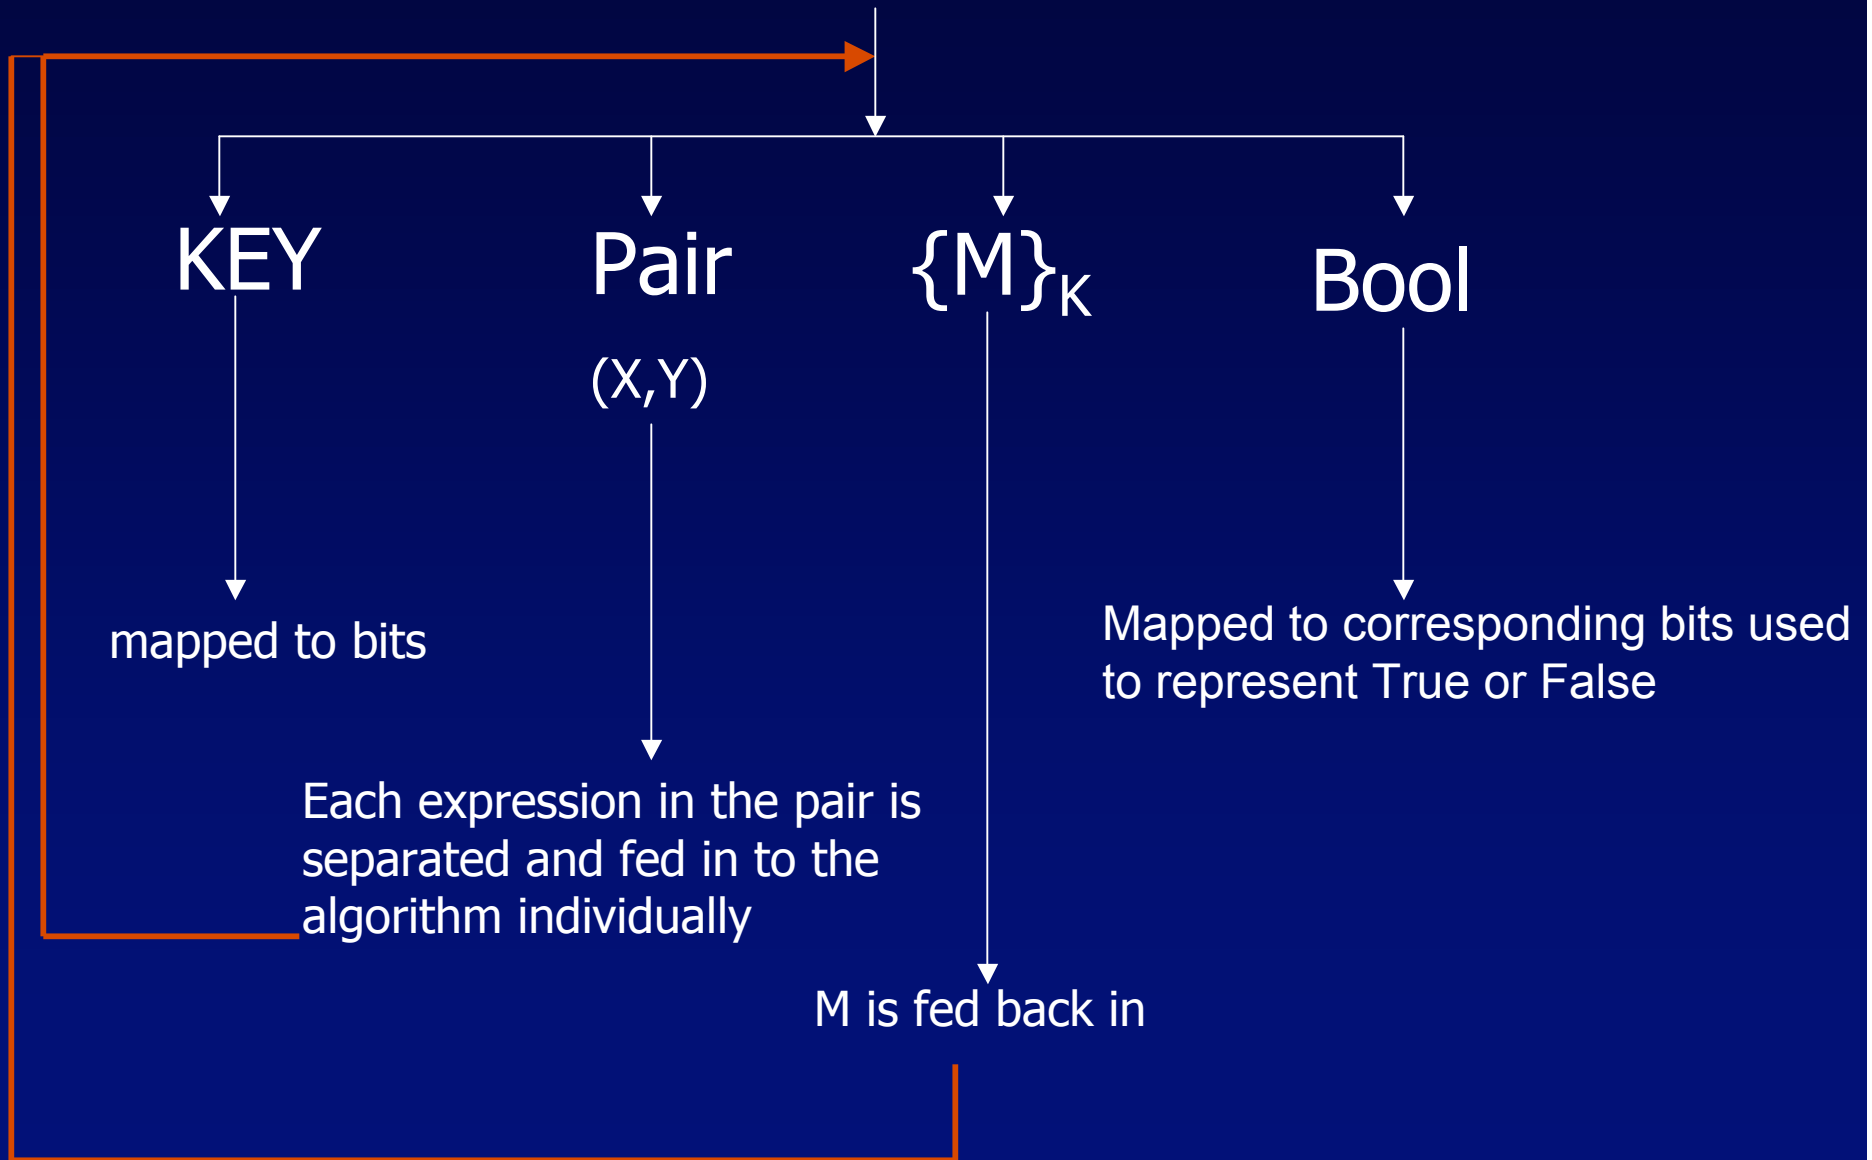 KEY
Pair
(X,Y)
{M}K
Bool
mapped to bits
Mapped to corresponding bits used
to represent True or False
Each expression in the pair is
separated and fed in to the
algorithm individually
M is fed back in